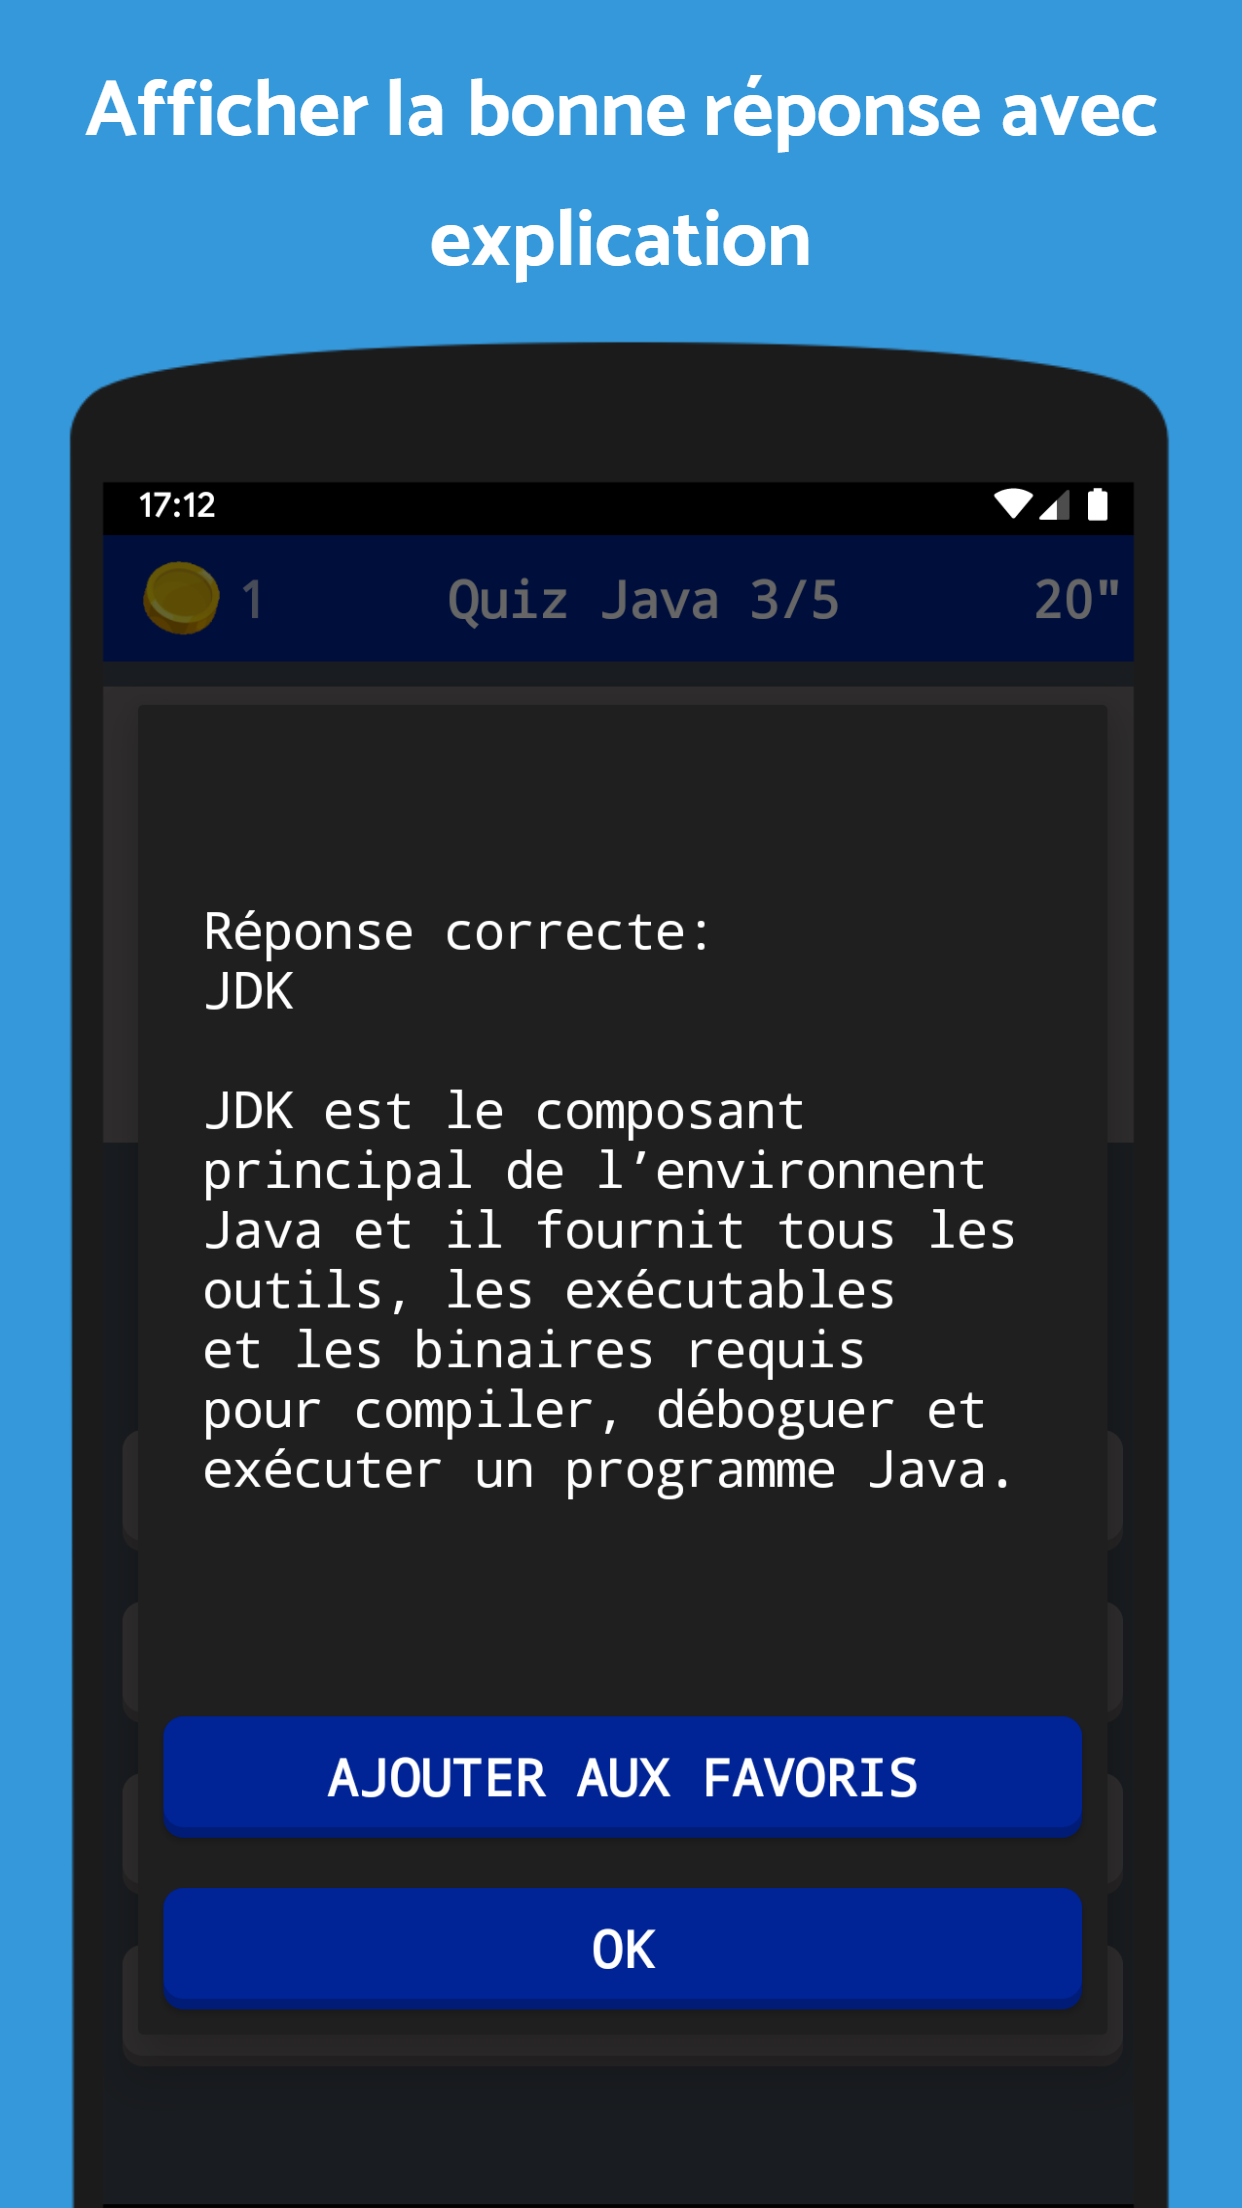 Afficher la bonne réponse avec
explication
17:12
1 Quiz Java 3/5 20"
Réponse correcte:
JDK
JDK est le composant
principal de l’environnent
Java et il fournit tous les
outils, les exécutables
et les binaires requis
pour compiler, déboguer et
exécuter un programme Java.
AJOUTER AUX FAVORIS
OK